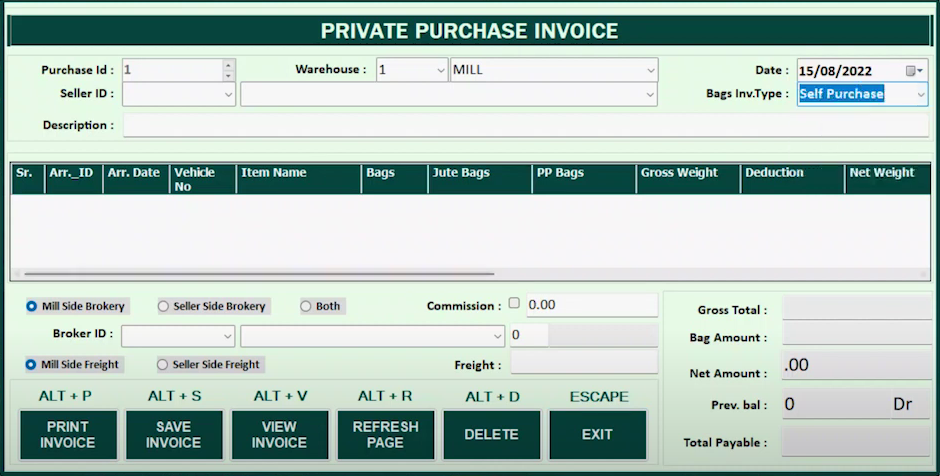 PRIVATE PURCHASE INVOICE
Purchase Id : 1 Warehouse : 1 MILL Date : 15/08/2022
Seller ID : Bags Inv.Type : Self Purchase
Description :
Sr. Arr._ID Arr. Date Vehicle No Item Name Bags Jute Bags PP Bags Gross Weight Deduction Net Weight
Mill Side Brokery Seller Side Brokery Both Commission : 0.00 Gross Total :
Broker ID : 0 Bag Amount :
Mill Side Freight Seller Side Freight Freight : Net Amount : .00
ALT + P ALT + S ALT + V ALT + R ALT + D ESCAPE Prev. bal : 0 Dr
PRINT INVOICE SAVE INVOICE VIEW INVOICE REFRESH PAGE DELETE EXIT Total Payable :